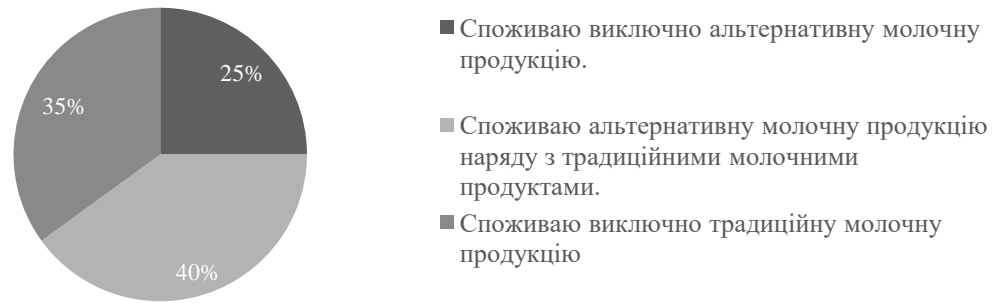 25%
35%
40%
Споживаю виключно альтернативну молочну
продукцію.
Споживаю альтернативну молочну продукцію
наряду з традиційними молочними
продуктами.
Споживаю виключно традиційну молочну
продукцію